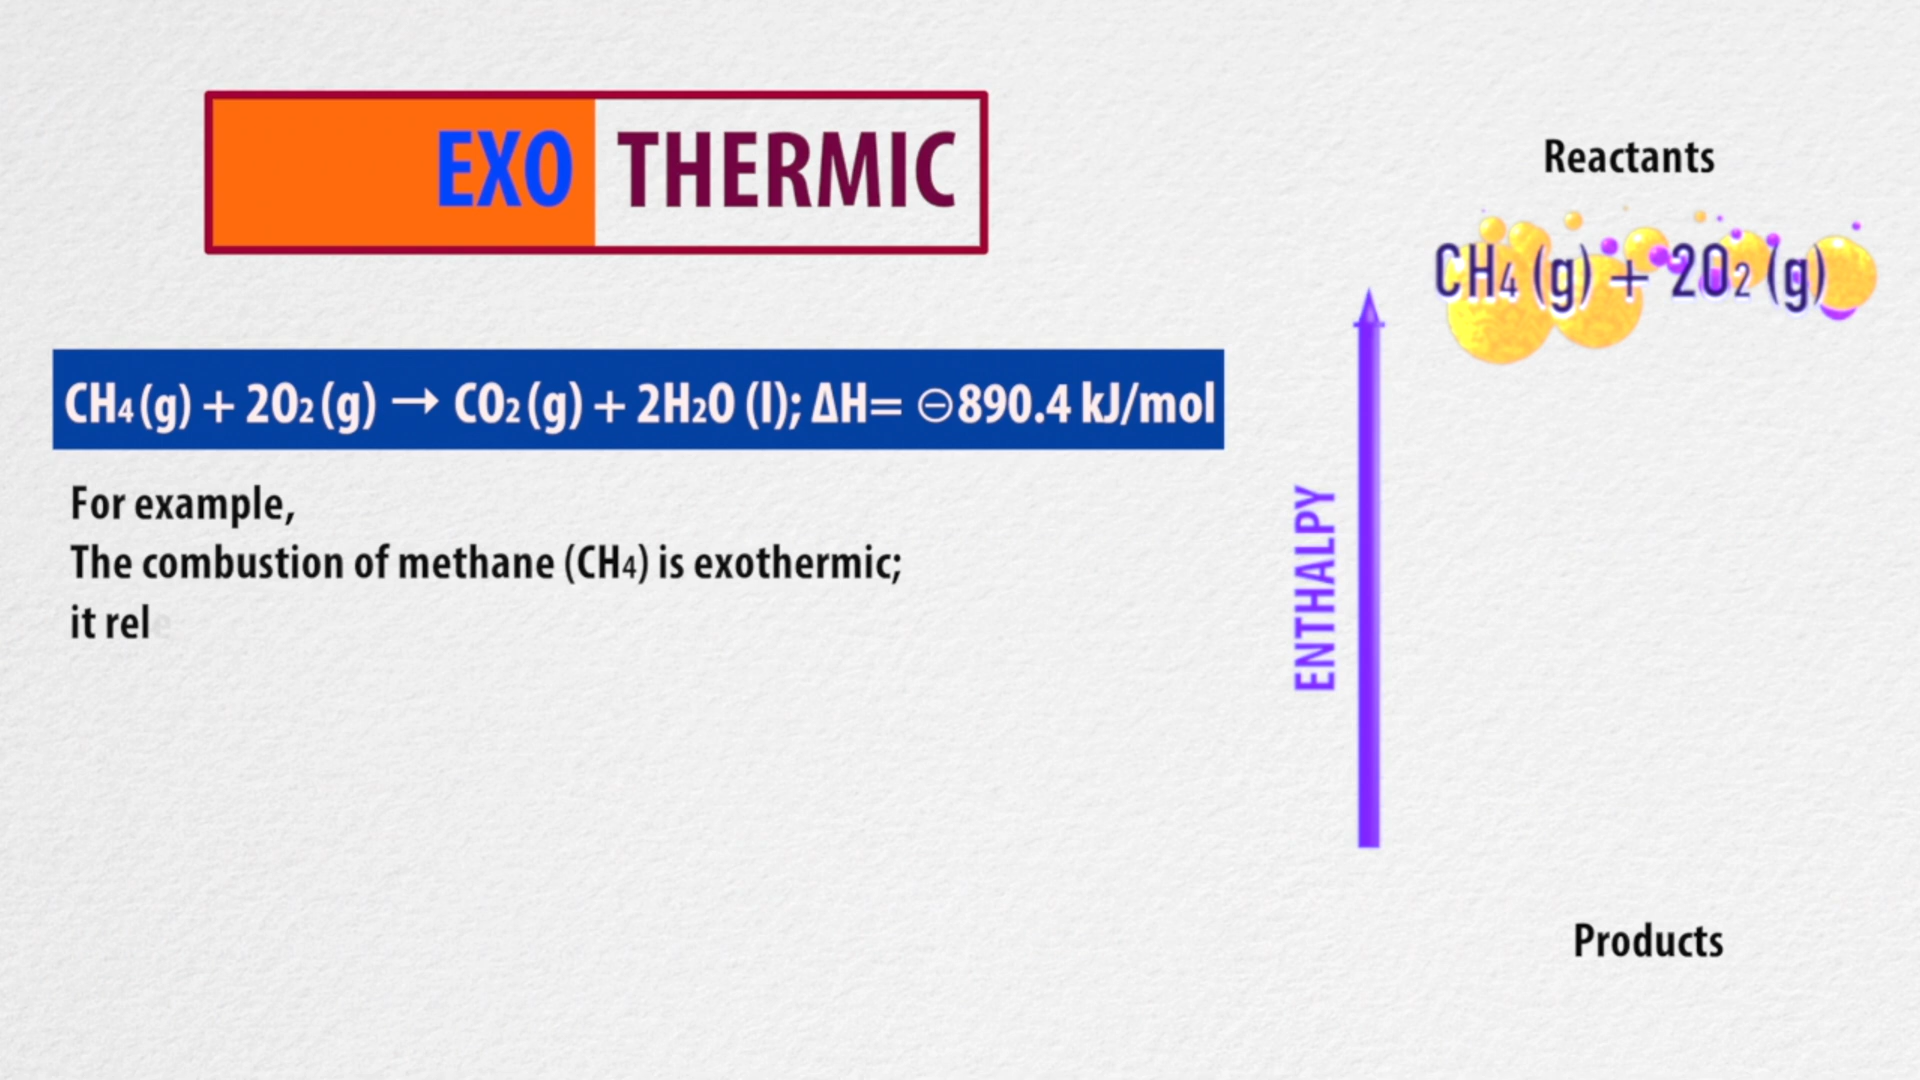 EXO THERMIC
CH₄ (g) + 2O₂ (g) → CO₂ (g) + 2H₂O (l); ΔH= ⊖890.4 kJ/mol
For example,
The combustion of methane (CH₄) is exothermic;
it rele
ENTHALPY
Reactants
CH₄ (g) + 2O₂ (g)
Products